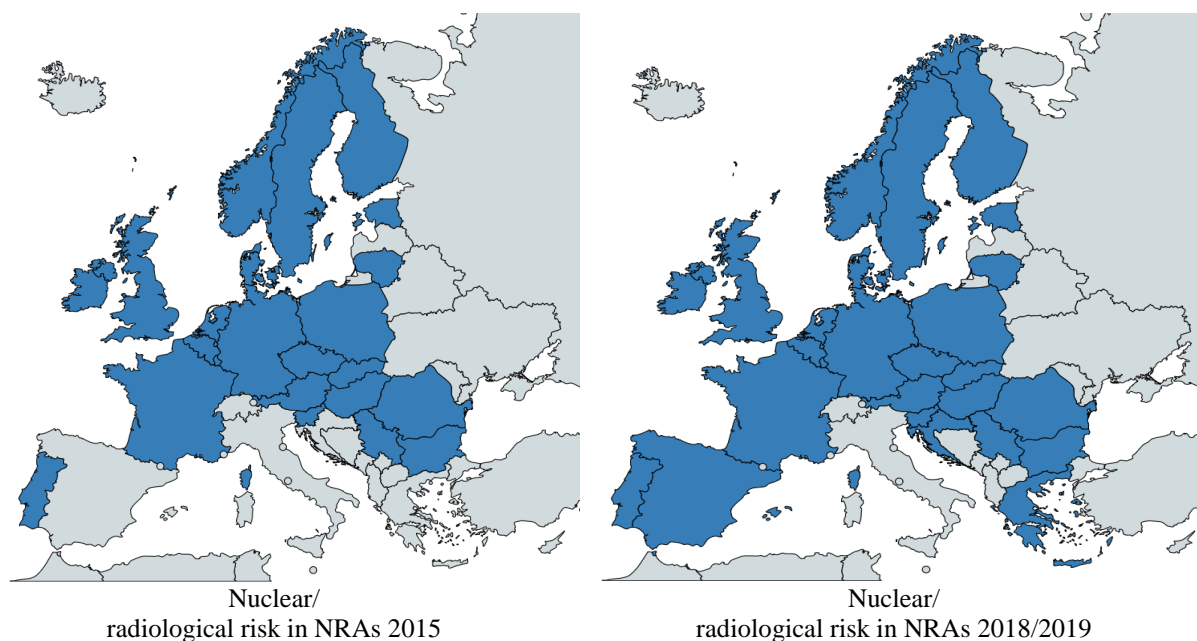 Nuclear/
radiological risk in NRAs 2015
Nuclear/
radiological risk in NRAs 2018/2019